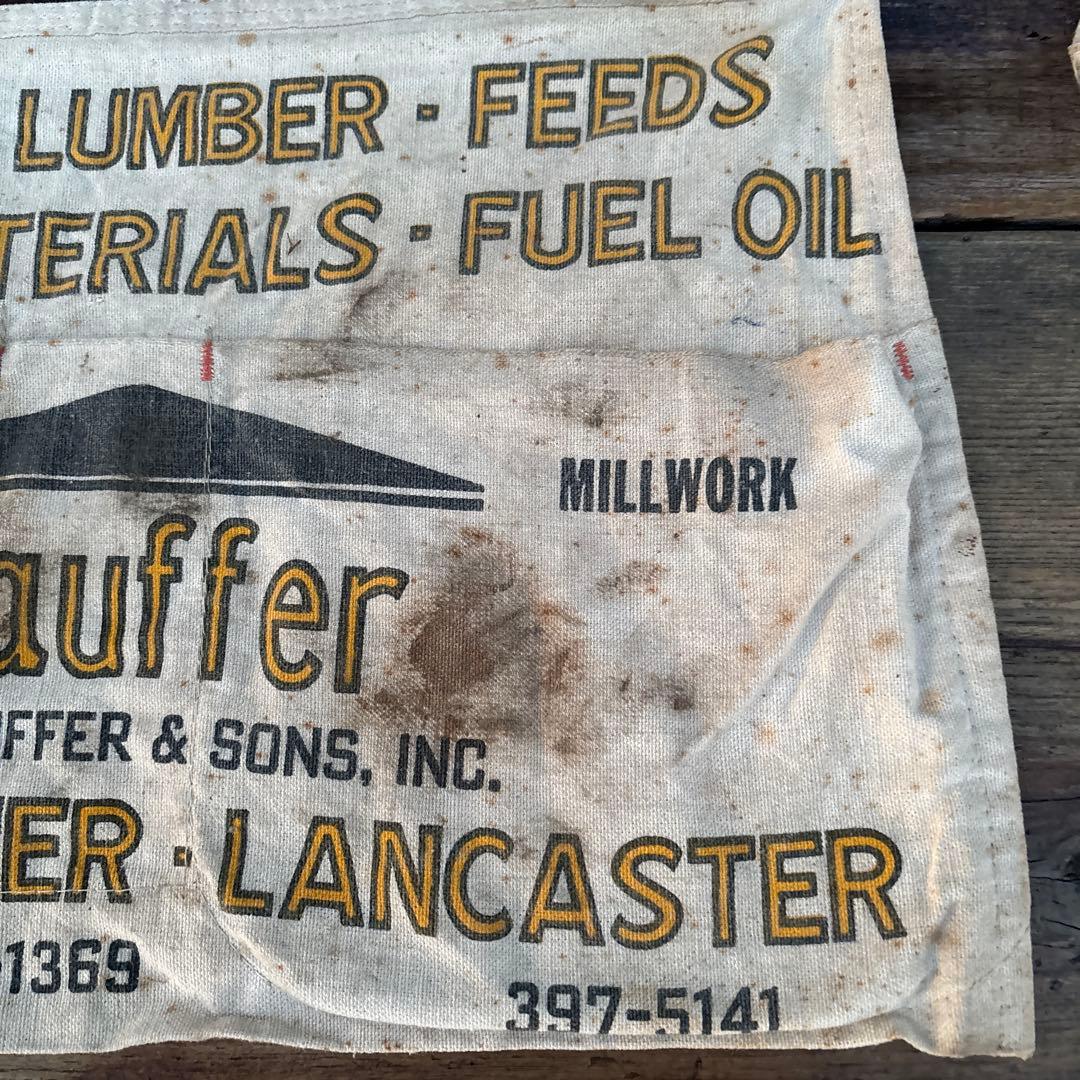 LUMBER · FEEDS
TERIALS · FUEL OIL
MILLWORK
auffer
FFER & SONS, INC.
ER · LANCASTER
-1369
397-5141